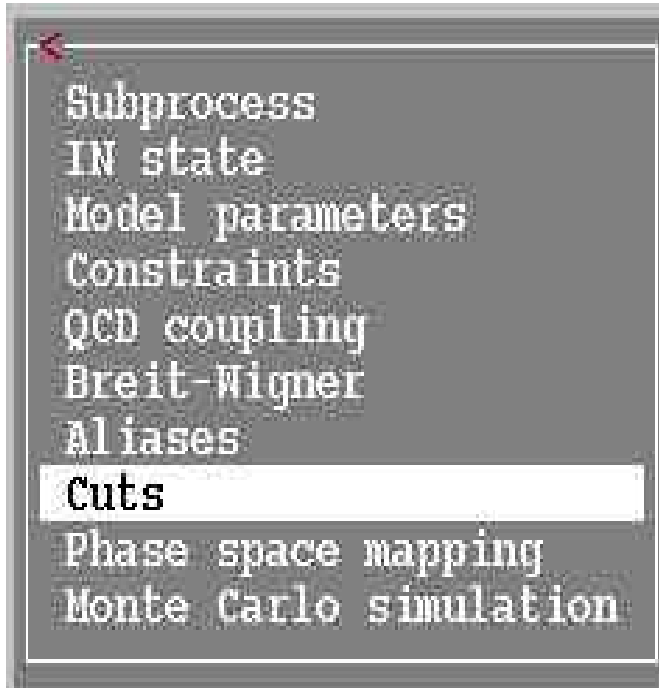 <
Subprocess
IN state
Model parameters
Constraints
QCD coupling
Breit-Wigner
Aliases
Cuts
Phase space mapping
Monte Carlo simulation